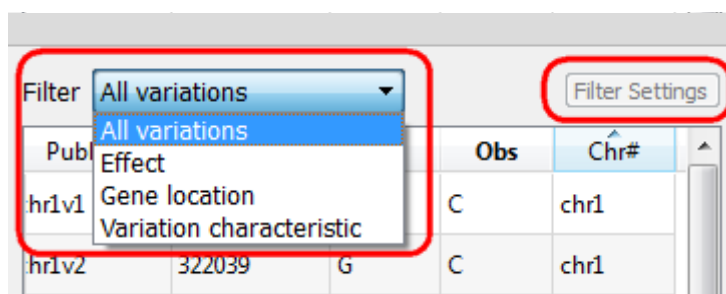 Filter All variations Filter Settings
All variations
Publ Obs Chr#
Effect
Gene location
hr1v1 C chr1
Variation characteristic
hr1v2 322039 G C chr1